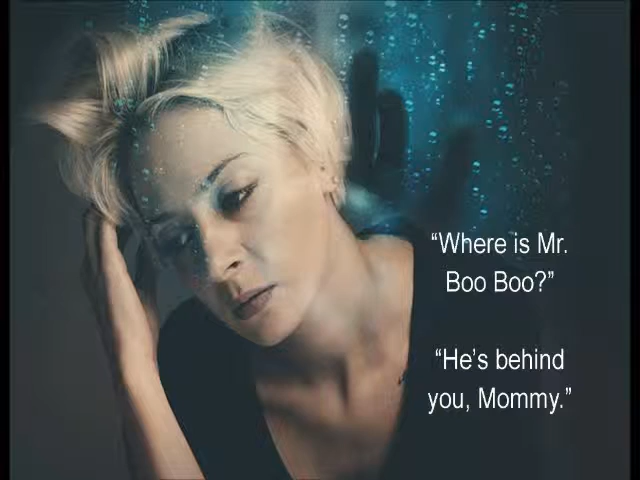 “Where is Mr.
Boo Boo?”
“He’s behind
you, Mommy.”